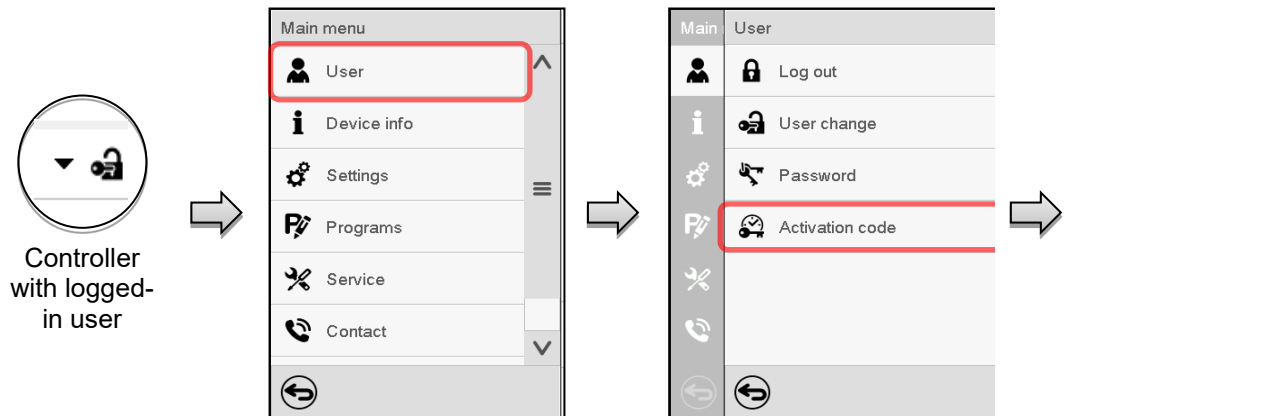 Controller
with logged-
in user
Main menu
User
Device info
Settings
Programs
Service
Contact
Main
User
Log out
User change
Password
Activation code